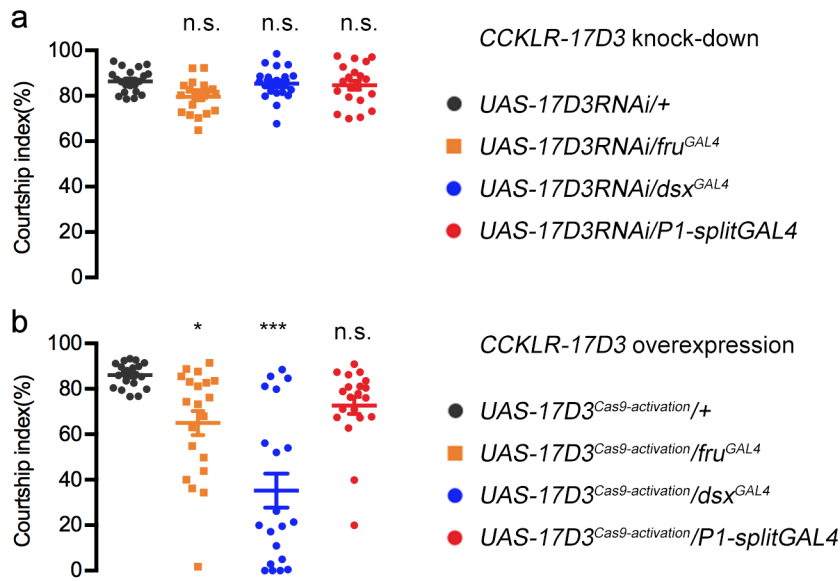 a
n.s. n.s. n.s.
CCKLR-17D3 knock-down
Courtship index(%)
100
80
60
40
20
0
UAS-17D3RNAi/+
UAS-17D3RNAi/fruGAL4
UAS-17D3RNAi/dsxGAL4
UAS-17D3RNAi/P1-splitGAL4
b
* *** n.s.
CCKLR-17D3 overexpression
Courtship index(%)
100
80
60
40
20
0
UAS-17D3Cas9-activation/+
UAS-17D3Cas9-activation/fruGAL4
UAS-17D3Cas9-activation/dsxGAL4
UAS-17D3Cas9-activation/P1-splitGAL4